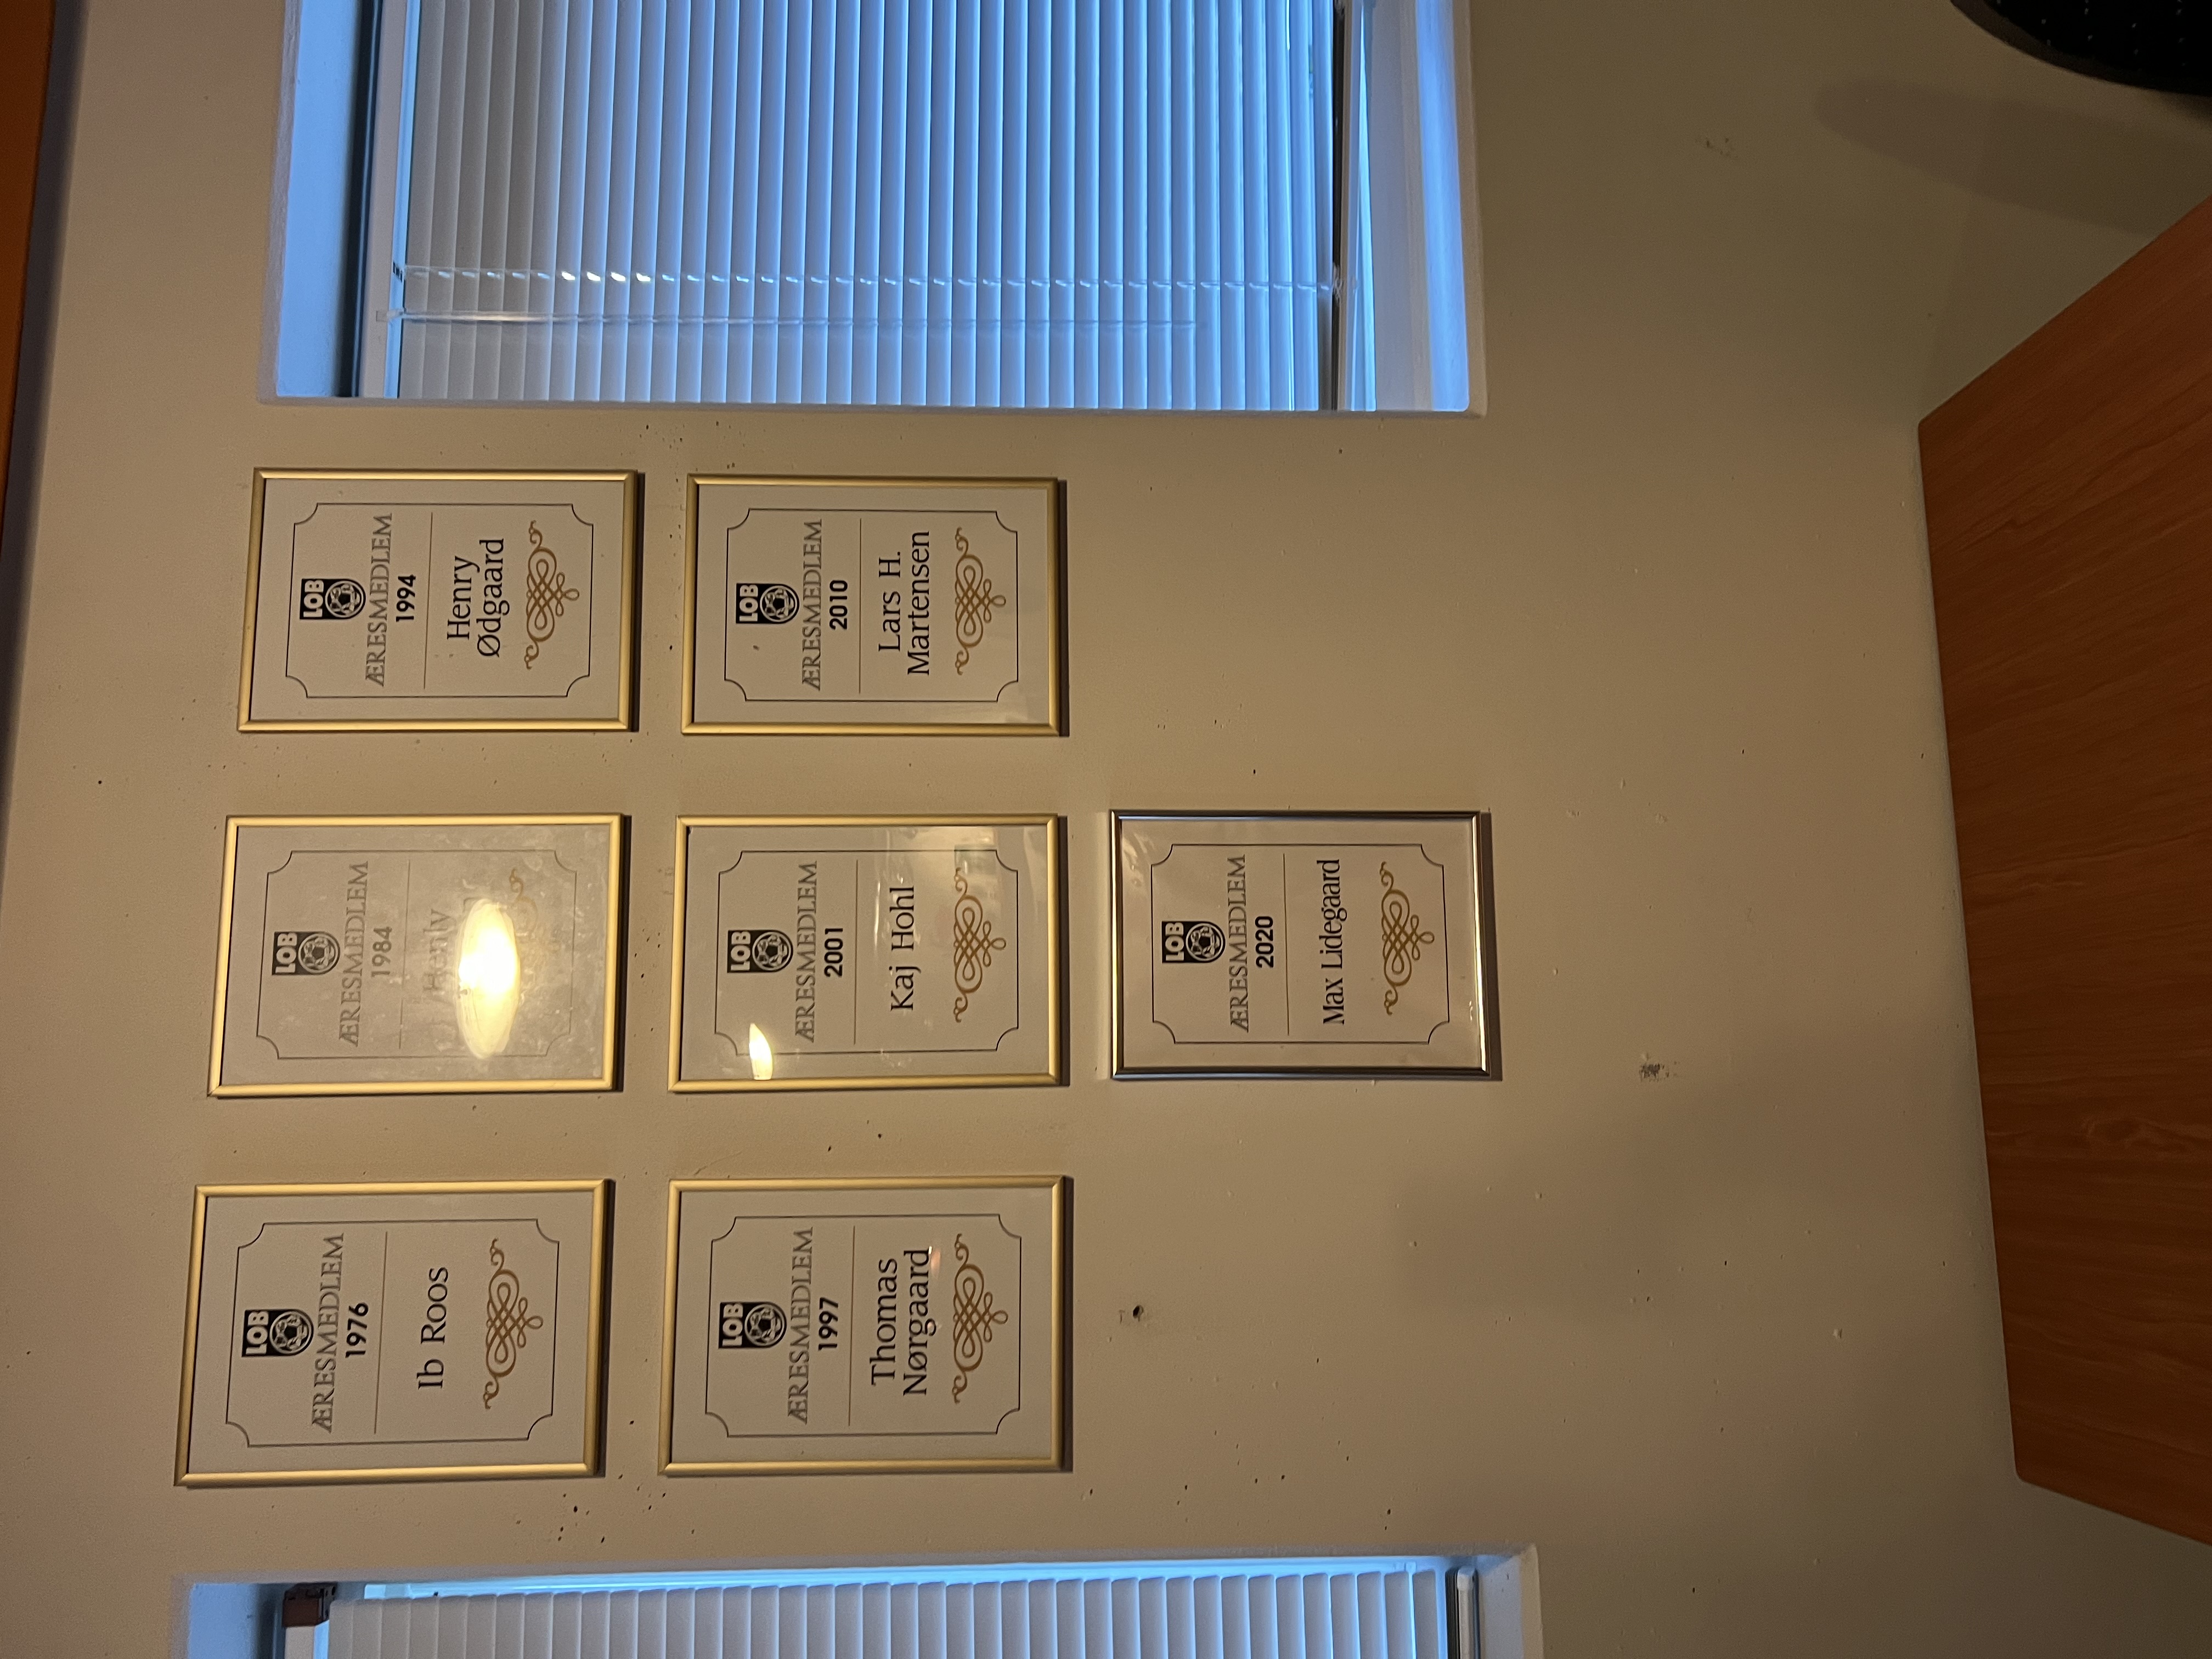 LOB
ÆRESMEDLEM
1976
Ib Roos
LOB
ÆRESMEDLEM
1984
Henly
LOB
ÆRESMEDLEM
1994
Henry
Ødgaard
LOB
ÆRESMEDLEM
1997
Thomas
Nørgaard
LOB
ÆRESMEDLEM
2001
Kaj Hohl
LOB
ÆRESMEDLEM
2010
Lars H.
Martensen
LOB
ÆRESMEDLEM
2020
Max Lidegaard